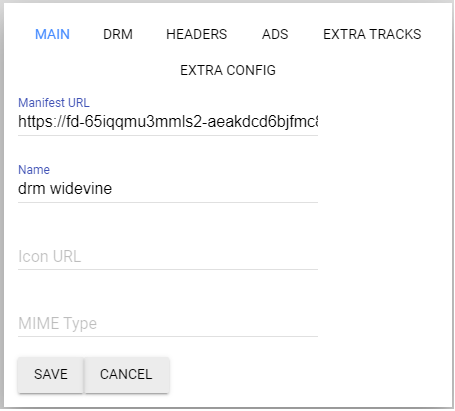 MAIN DRM HEADERS ADS EXTRA TRACKS
EXTRA CONFIG
Manifest URL
https://fd-65iqqmu3mmls2-aeakdcd6bjfmc8
Name
drm widevine
Icon URL
MIME Type
SAVE CANCEL